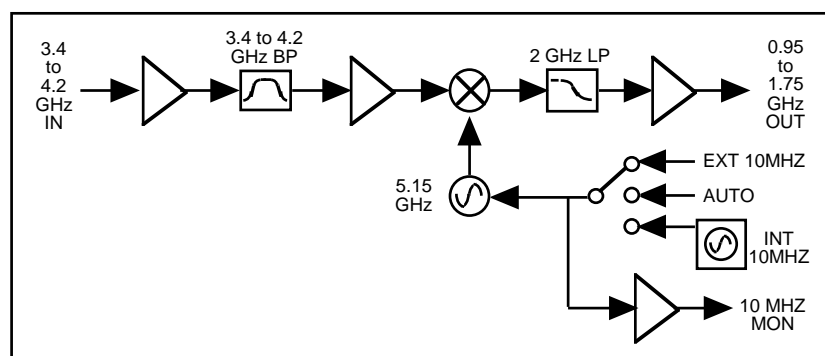 3.4
to
4.2
GHz
IN
3.4 to 4.2
GHz BP
2 GHz LP
0.95
to
1.75
GHz
OUT
5.15
GHz
EXT 10MHZ
AUTO
INT
10MHZ
10 MHZ
MON